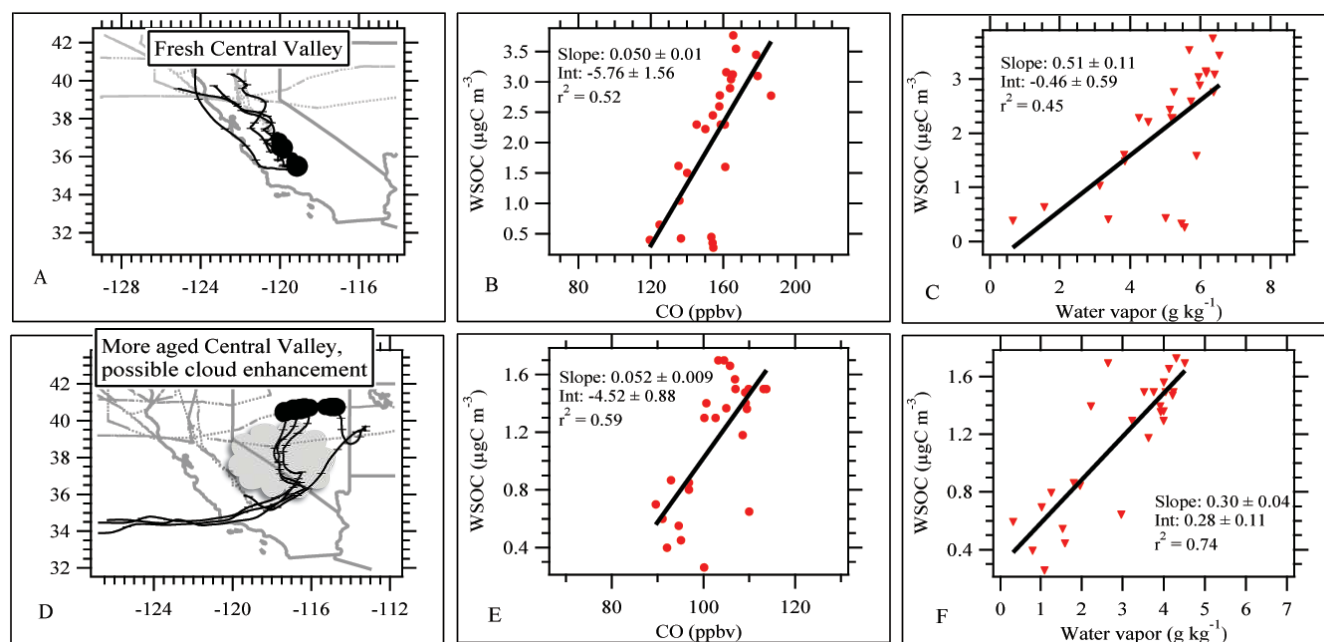 42
40
38
36
34
32
Fresh Central Valley
A
-128
-124
-120
-116
WSOC (µgC m⁻³)
3.5
3.0
2.5
2.0
1.5
1.0
0.5
Slope: 0.050 ± 0.01
Int: -5.76 ± 1.56
r² = 0.52
B
80
120
160
200
CO (ppbv)
WSOC (µgC m⁻³)
3
2
1
0
Slope: 0.51 ± 0.11
Int: -0.46 ± 0.59
r² = 0.45
C
0
2
4
6
8
Water vapor (g kg⁻¹)
More aged Central Valley,
possible cloud enhancement
42
40
38
36
34
32
D
-124
-120
-116
-112
WSOC (µgC m⁻³)
1.6
1.2
0.8
0.4
Slope: 0.052 ± 0.009
Int: -4.52 ± 0.88
r² = 0.59
E
80
100
120
CO (ppbv)
WSOC (µgC m⁻³)
1.6
1.2
0.8
0.4
Slope: 0.30 ± 0.04
Int: 0.28 ± 0.11
r² = 0.74
F
0
1
2
3
4
5
6
7
Water vapor (g kg⁻¹)